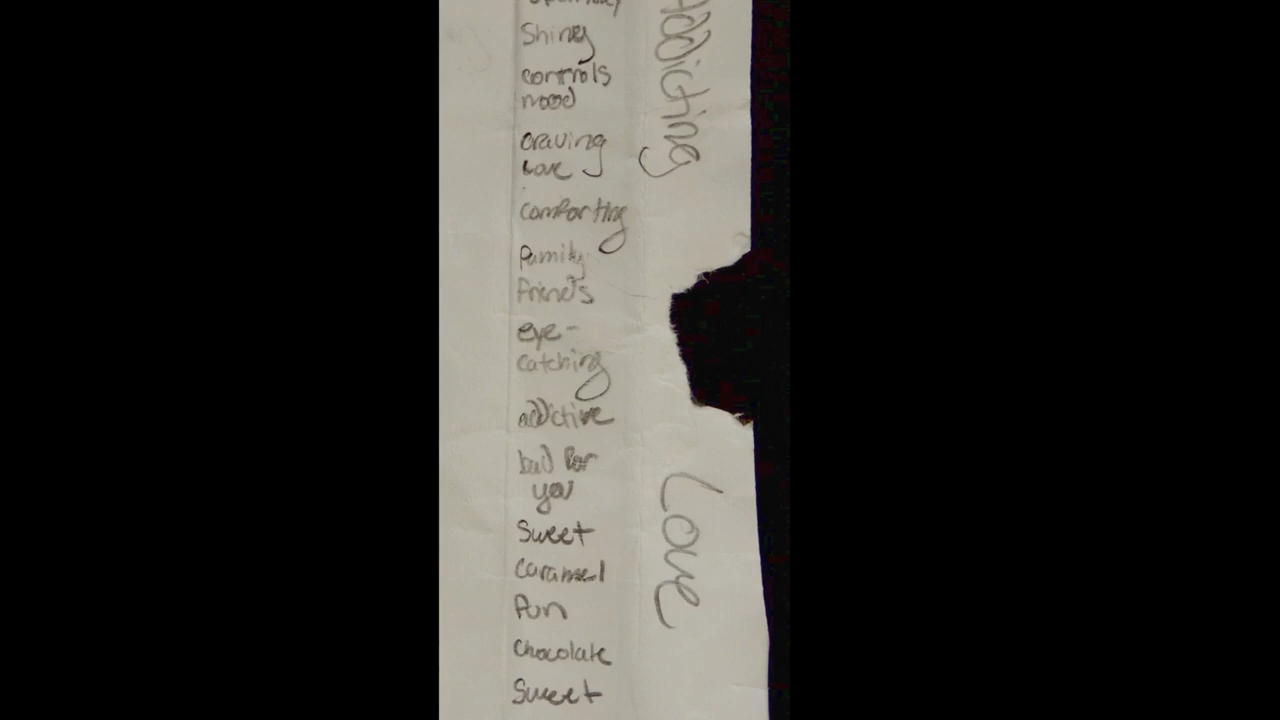 Shiny
controls
mood
craving
love
comforting
family
friends
eye-
catching
addictive
bad for
you
Sweet
caramel
fun
chocolate
Sweet
Addicting
Love